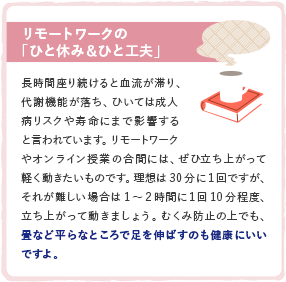 リモートワークの
「ひと休み&ひと工夫」
長時間座り続けると血流が滞り、
代謝機能が落ち、ひいては成人
病リスクや寿命にまで影響する
と言われています。リモートワーク
やオンライン授業の合間には、ぜひ立ち上がって
軽く動きたいものです。理想は30分に1回ですが、
それが難しい場合は1～2時間に1回10分程度、
立ち上がって動きましょう。むくみ防止の上でも、
畳など平らなところで足を伸ばすのも健康にいい
ですよ。